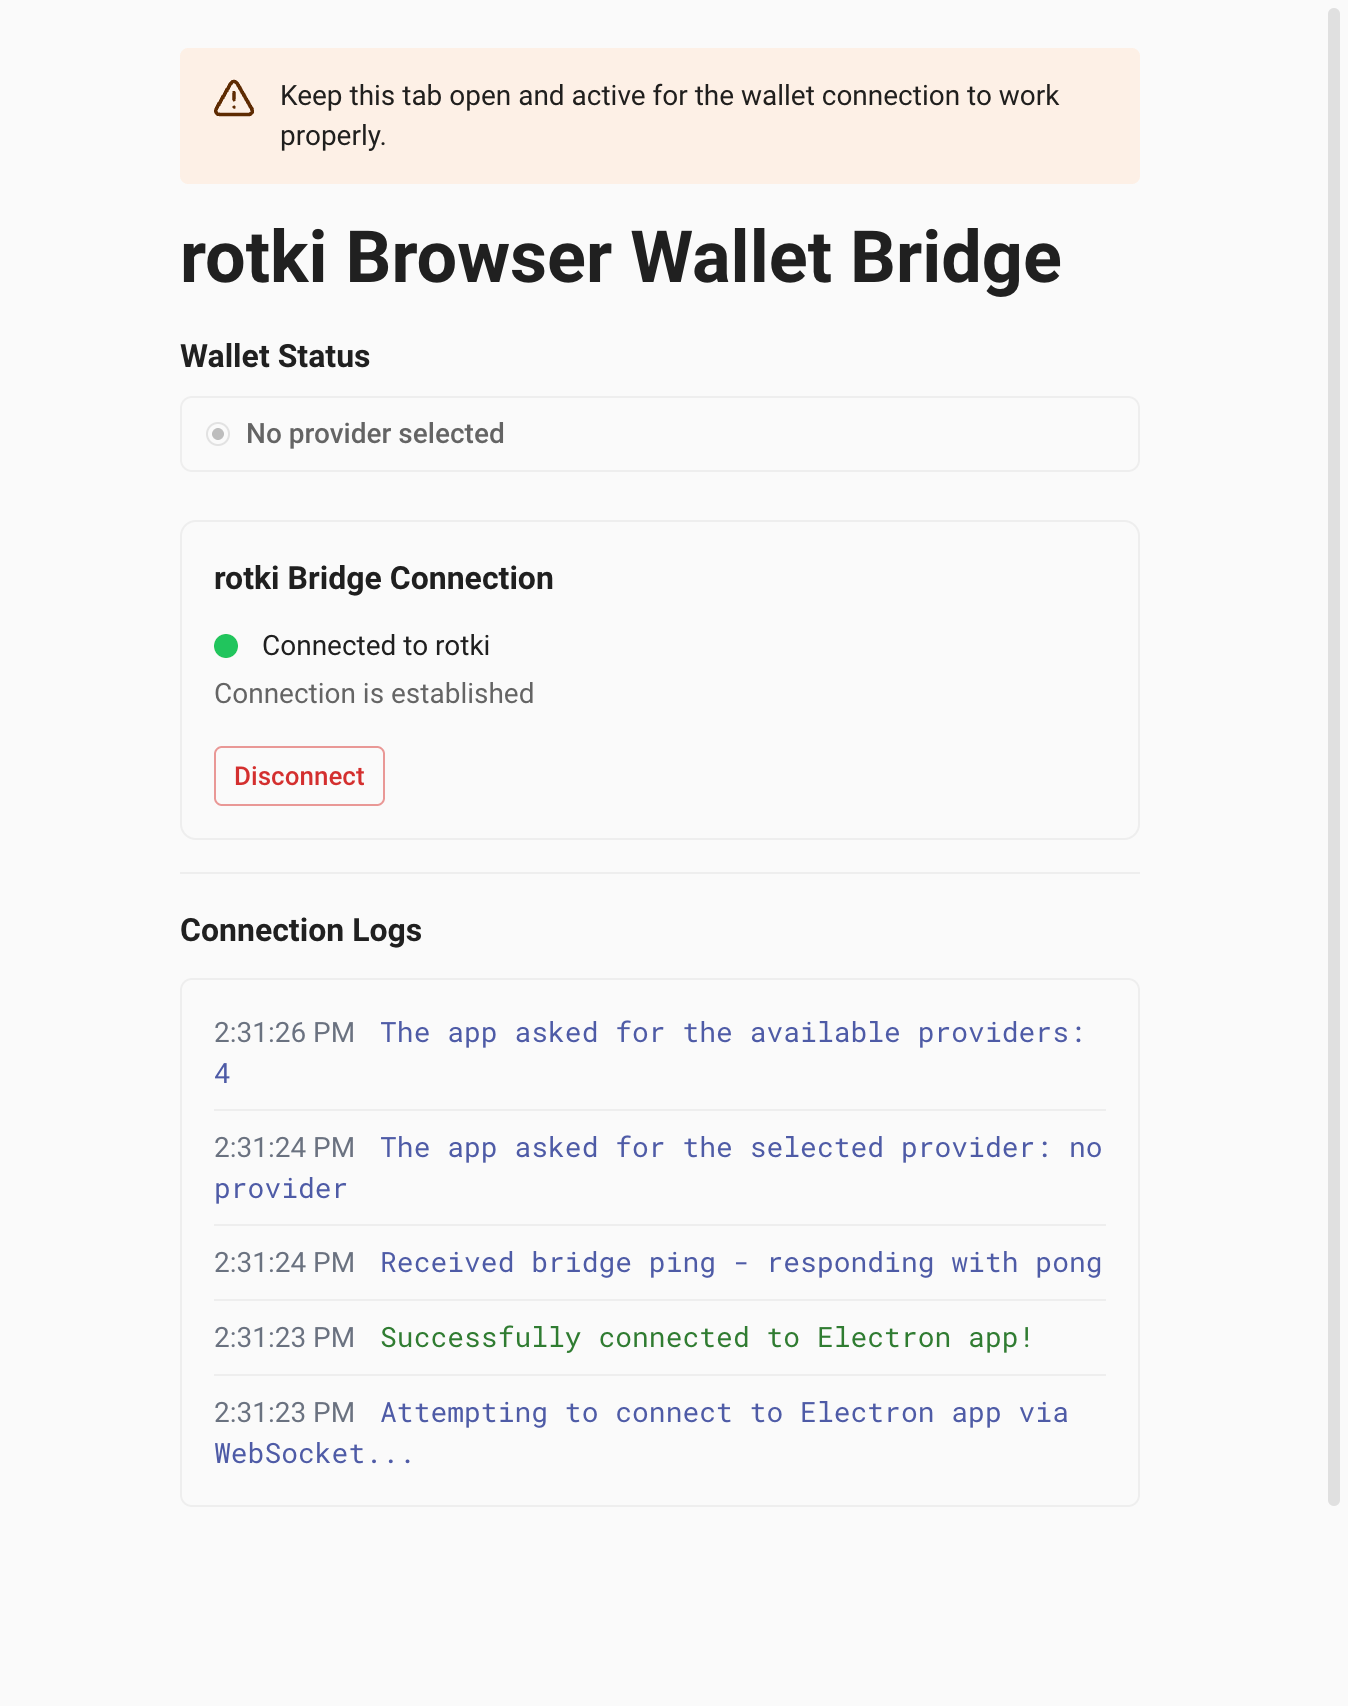 Keep this tab open and active for the wallet connection to work
properly.
rotki Browser Wallet Bridge
Wallet Status
No provider selected
rotki Bridge Connection
Connected to rotki
Connection is established
Disconnect
Connection Logs
2:31:26 PM The app asked for the available providers:
4
2:31:24 PM The app asked for the selected provider: no
provider
2:31:24 PM Received bridge ping - responding with pong
2:31:23 PM Successfully connected to Electron app!
2:31:23 PM Attempting to connect to Electron app via
WebSocket...